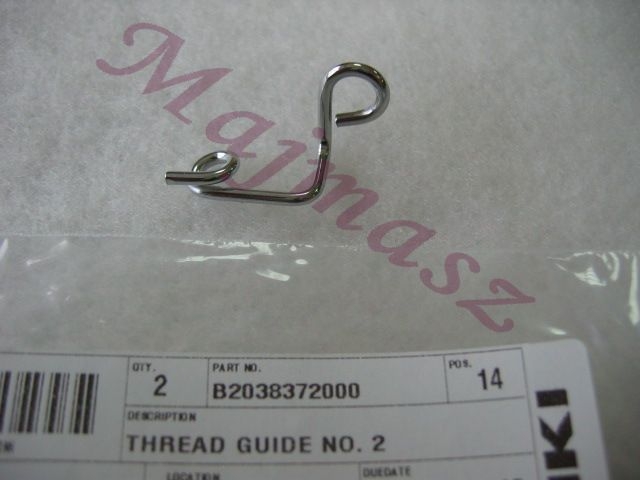 Majmasz
QTY. PART NO. POS.
2 B2038372000 14
DESCRIPTION
THREAD GUIDE NO. 2
LOCATION DUEDATE